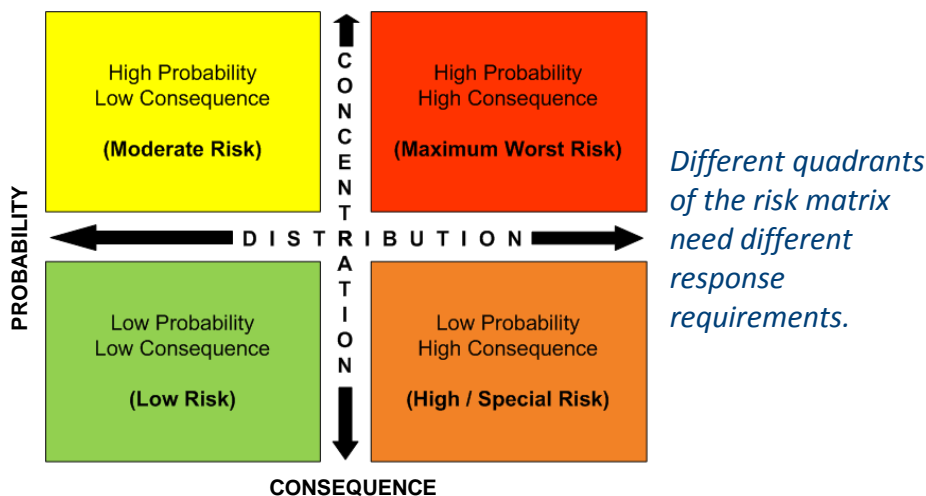 High Probability
Low Consequence
(Moderate Risk)
High Probability
High Consequence
(Maximum Worst Risk)
CONCENTRATION
DISTRIBUTION
PROBABILITY
Low Probability
Low Consequence
(Low Risk)
Low Probability
High Consequence
(High / Special Risk)
CONSEQUENCE
Different quadrants
of the risk matrix
need different
response
requirements.